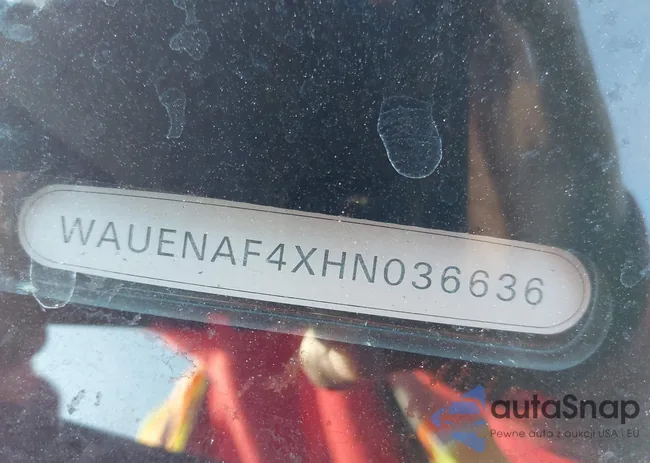 WAUENAF4XHN036636
autaSnap
Pewne auta z aukcji USA i EU